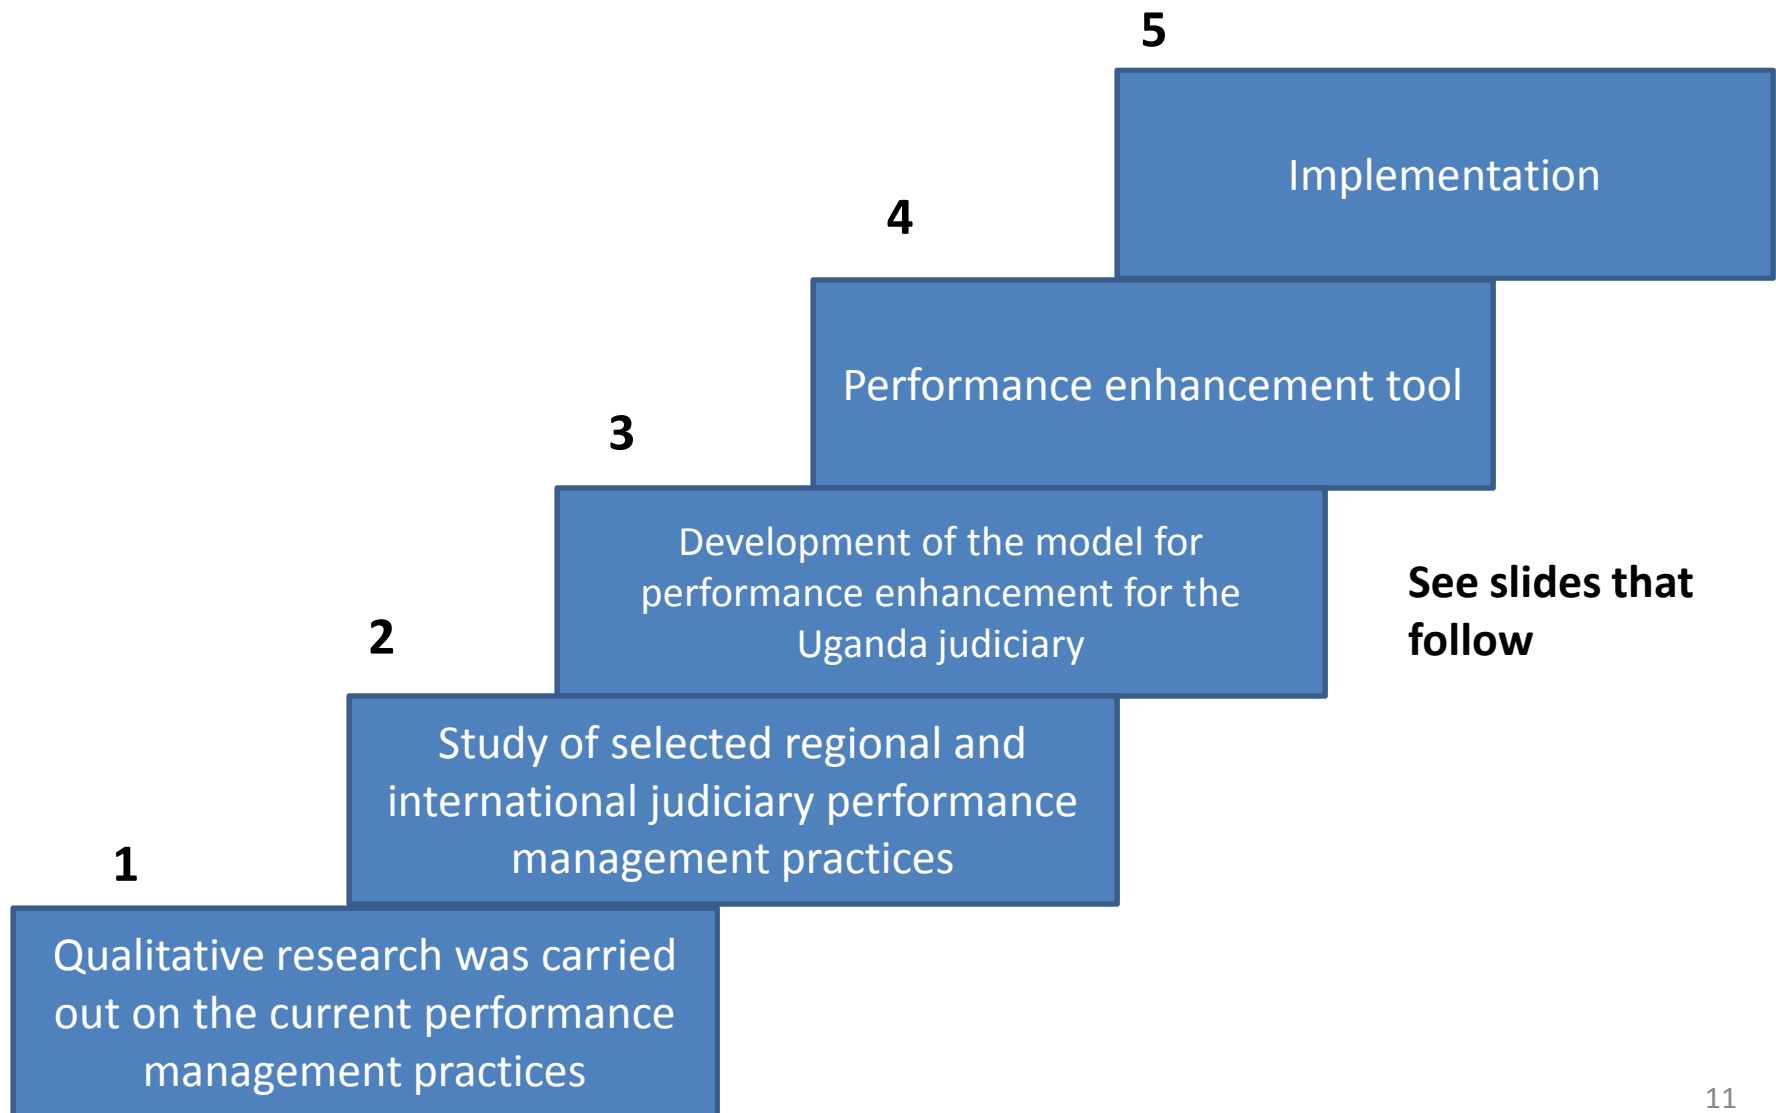 5
Implementation
4
Performance enhancement tool
3
Development of the model for
performance enhancement for the
Uganda judiciary
See slides that
follow
2
Study of selected regional and
international judiciary performance
management practices
1
Qualitative research was carried
out on the current performance
management practices
11